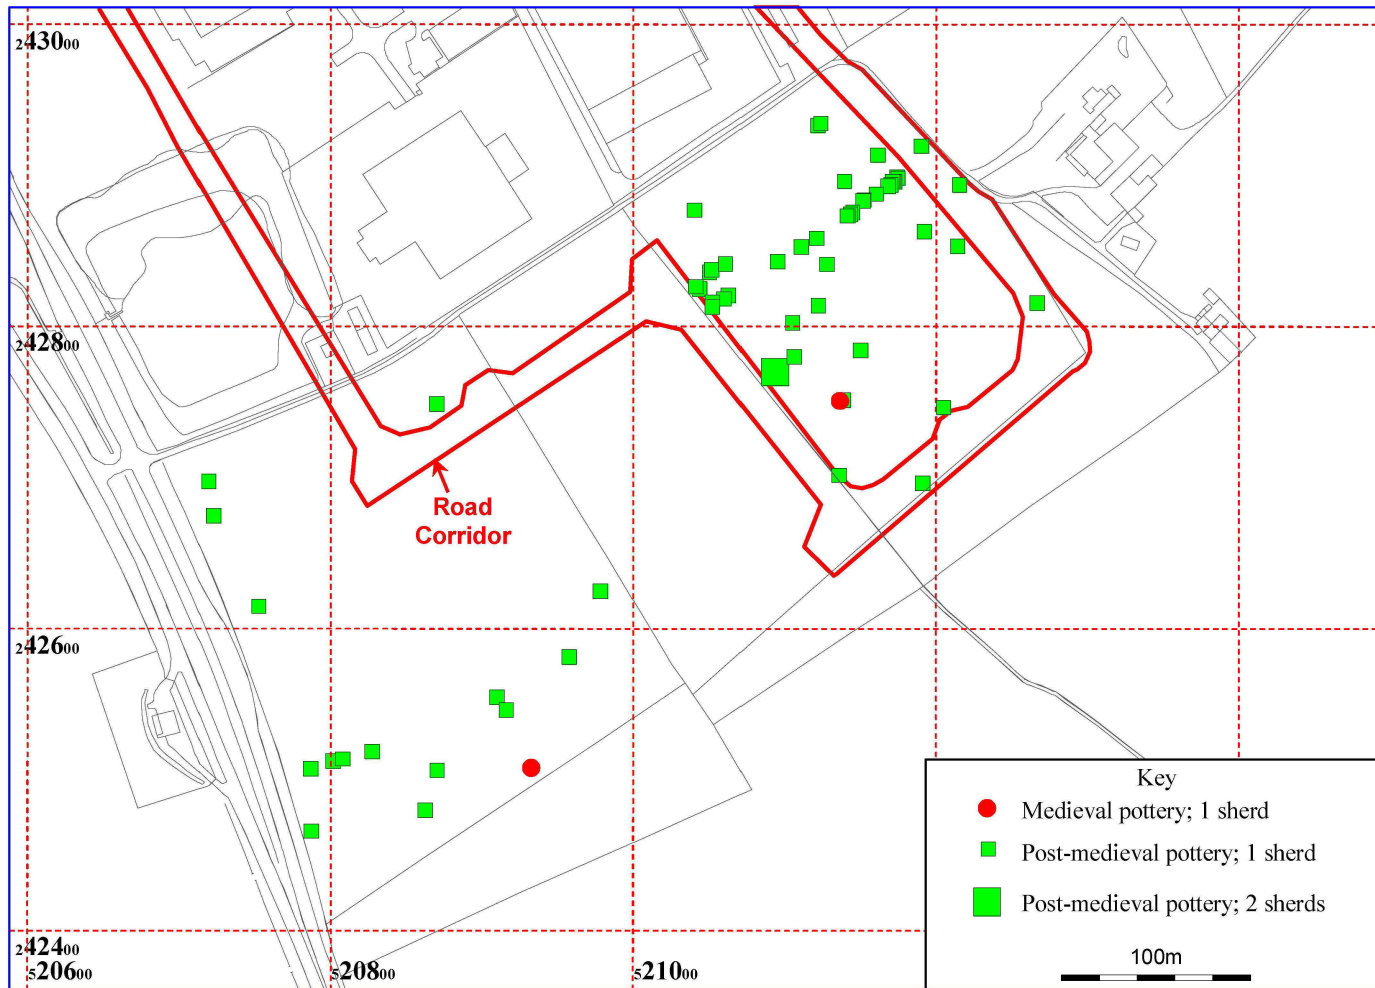 243000
242800
Road
Corridor
242600
242400
520600
520800
521000
Key
Medieval pottery; 1 sherd
Post-medieval pottery; 1 sherd
Post-medieval pottery; 2 sherds
100m